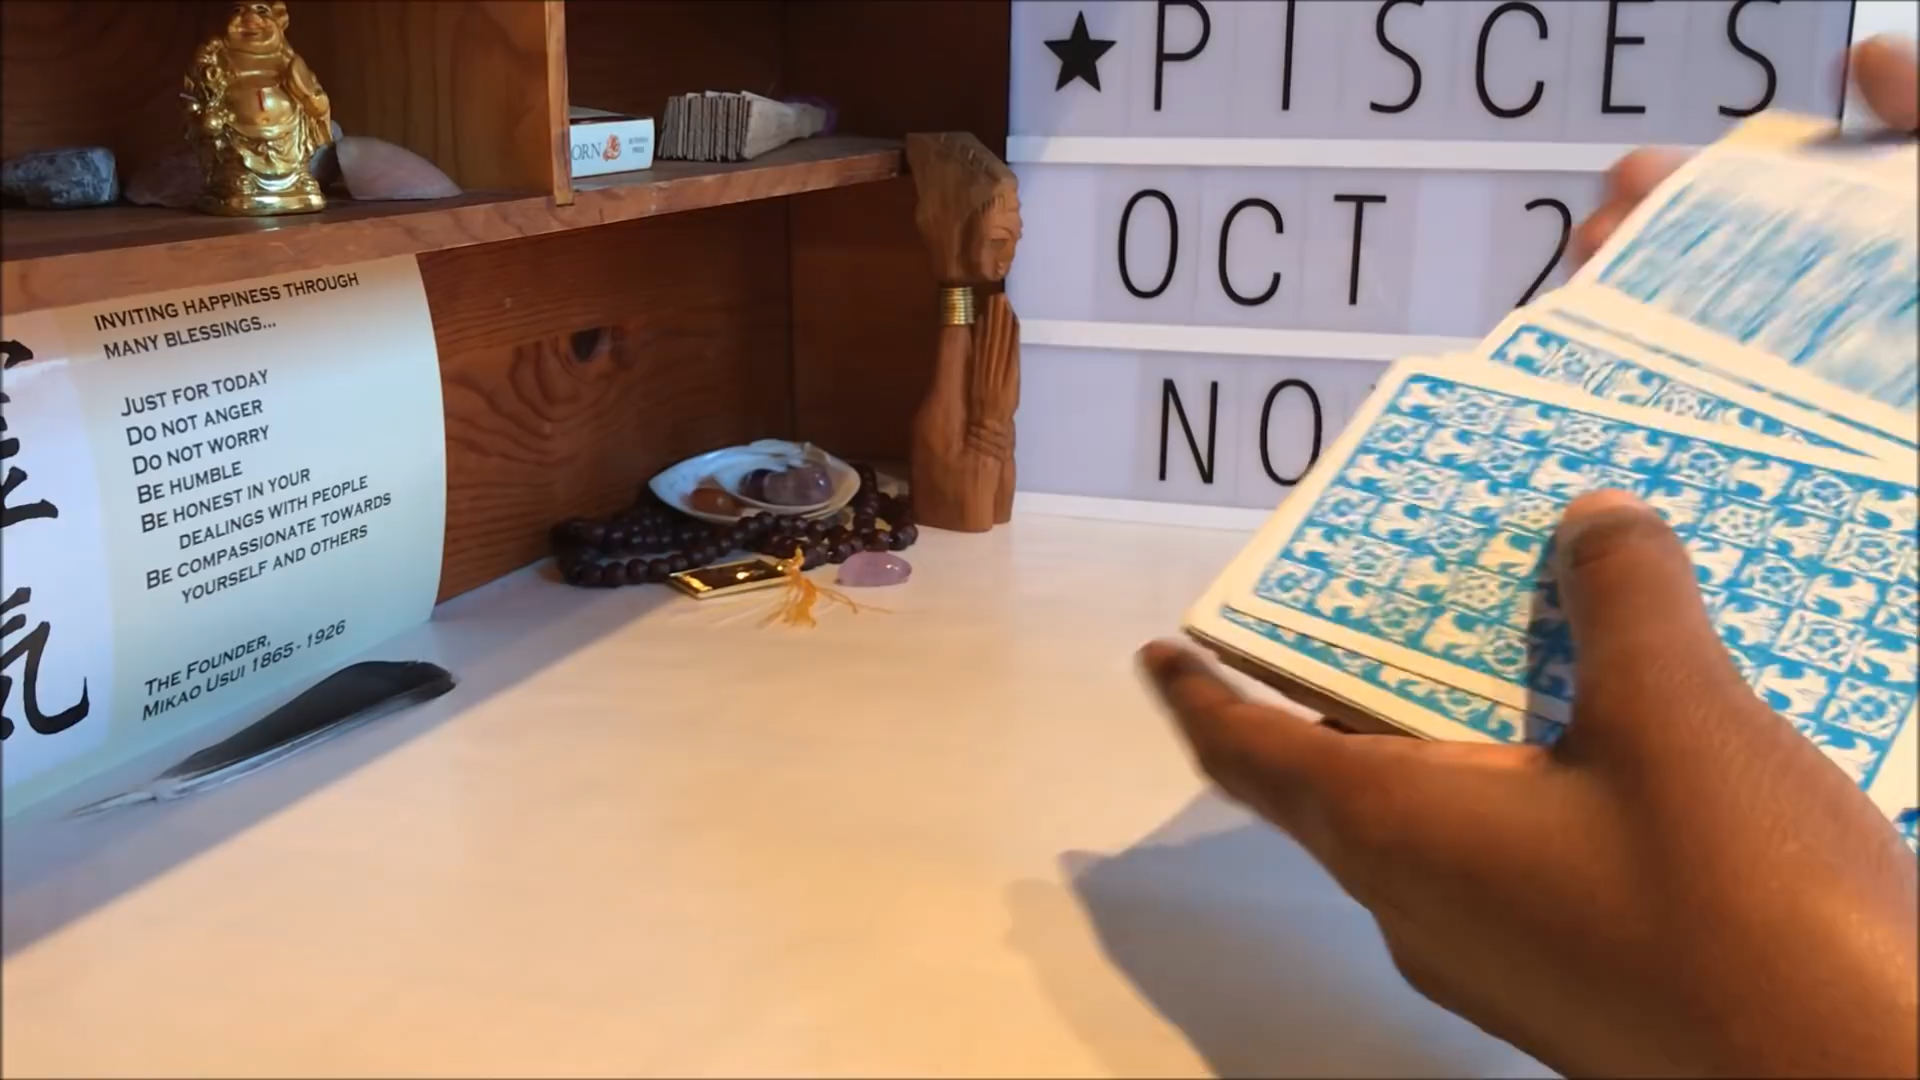 ★PISCES
OCT 2
NO
ORN
INVITING HAPPINESS THROUGH
MANY BLESSINGS...
JUST FOR TODAY
DO NOT ANGER
DO NOT WORRY
BE HUMBLE
BE HONEST IN YOUR
DEALINGS WITH PEOPLE
BE COMPASSIONATE TOWARDS
YOURSELF AND OTHERS
THE FOUNDER,
MIKAO USUI 1865-1926